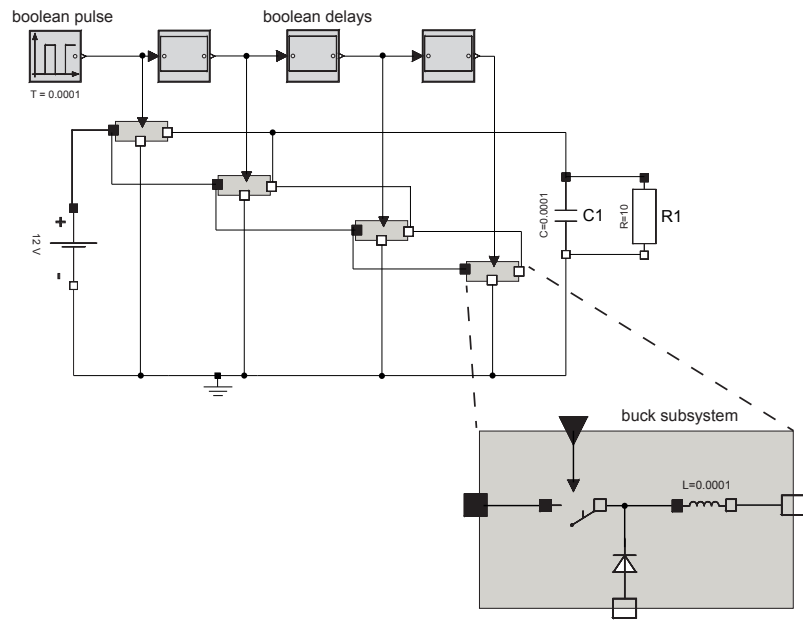 boolean pulse
boolean delays
T = 0.0001
+
12 V
-
C=0.0001
C1
R=10
R1
buck subsystem
L=0.0001